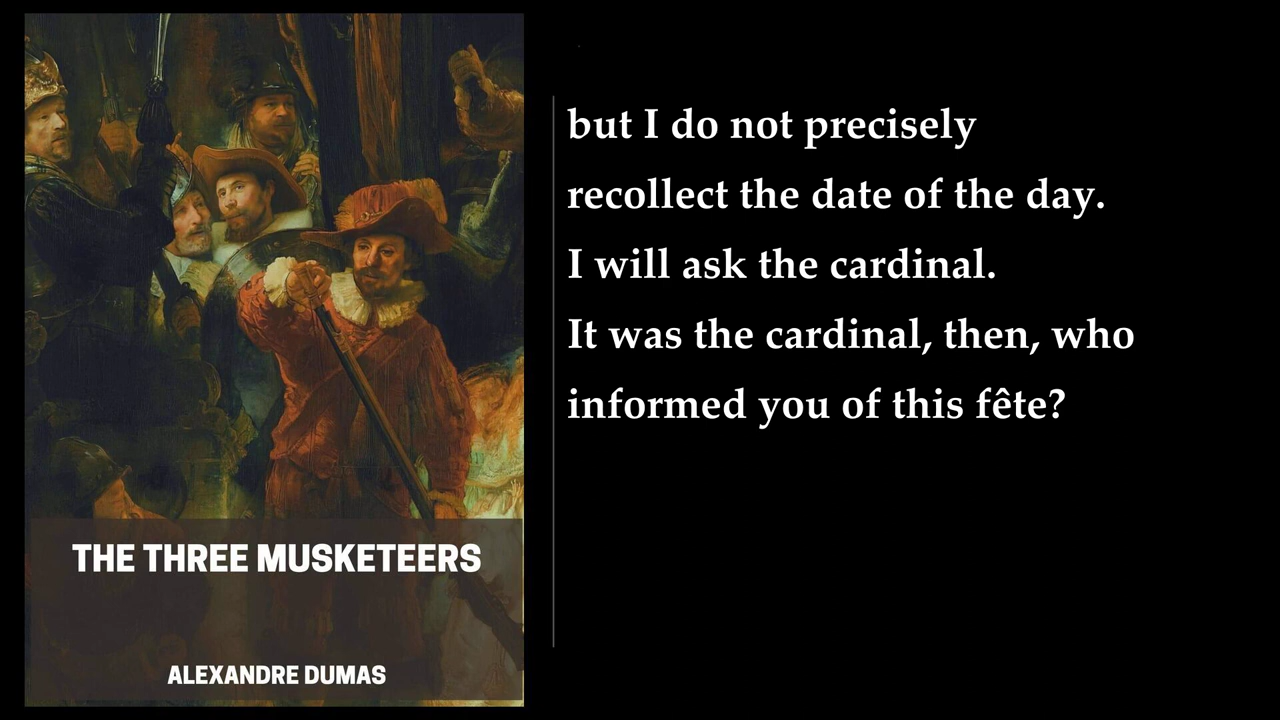 THE THREE MUSKETEERS
ALEXANDRE DUMAS
but I do not precisely
recollect the date of the day.
I will ask the cardinal.
It was the cardinal, then, who
informed you of this fête?